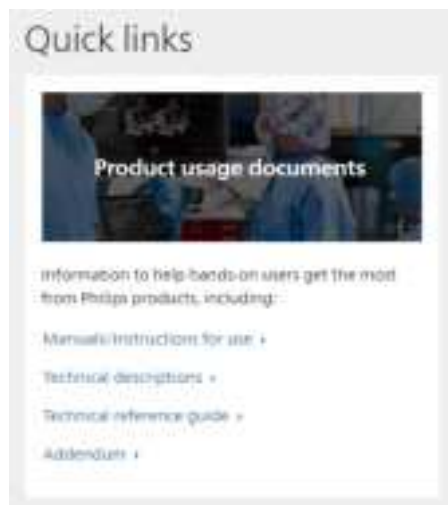 Quick links
Product usage documents
Information to help hands-on users get the most
from Philips products, including:
Manuals/Instructions for use ›
Technical descriptions ›
Technical reference guide ›
Addendum ›